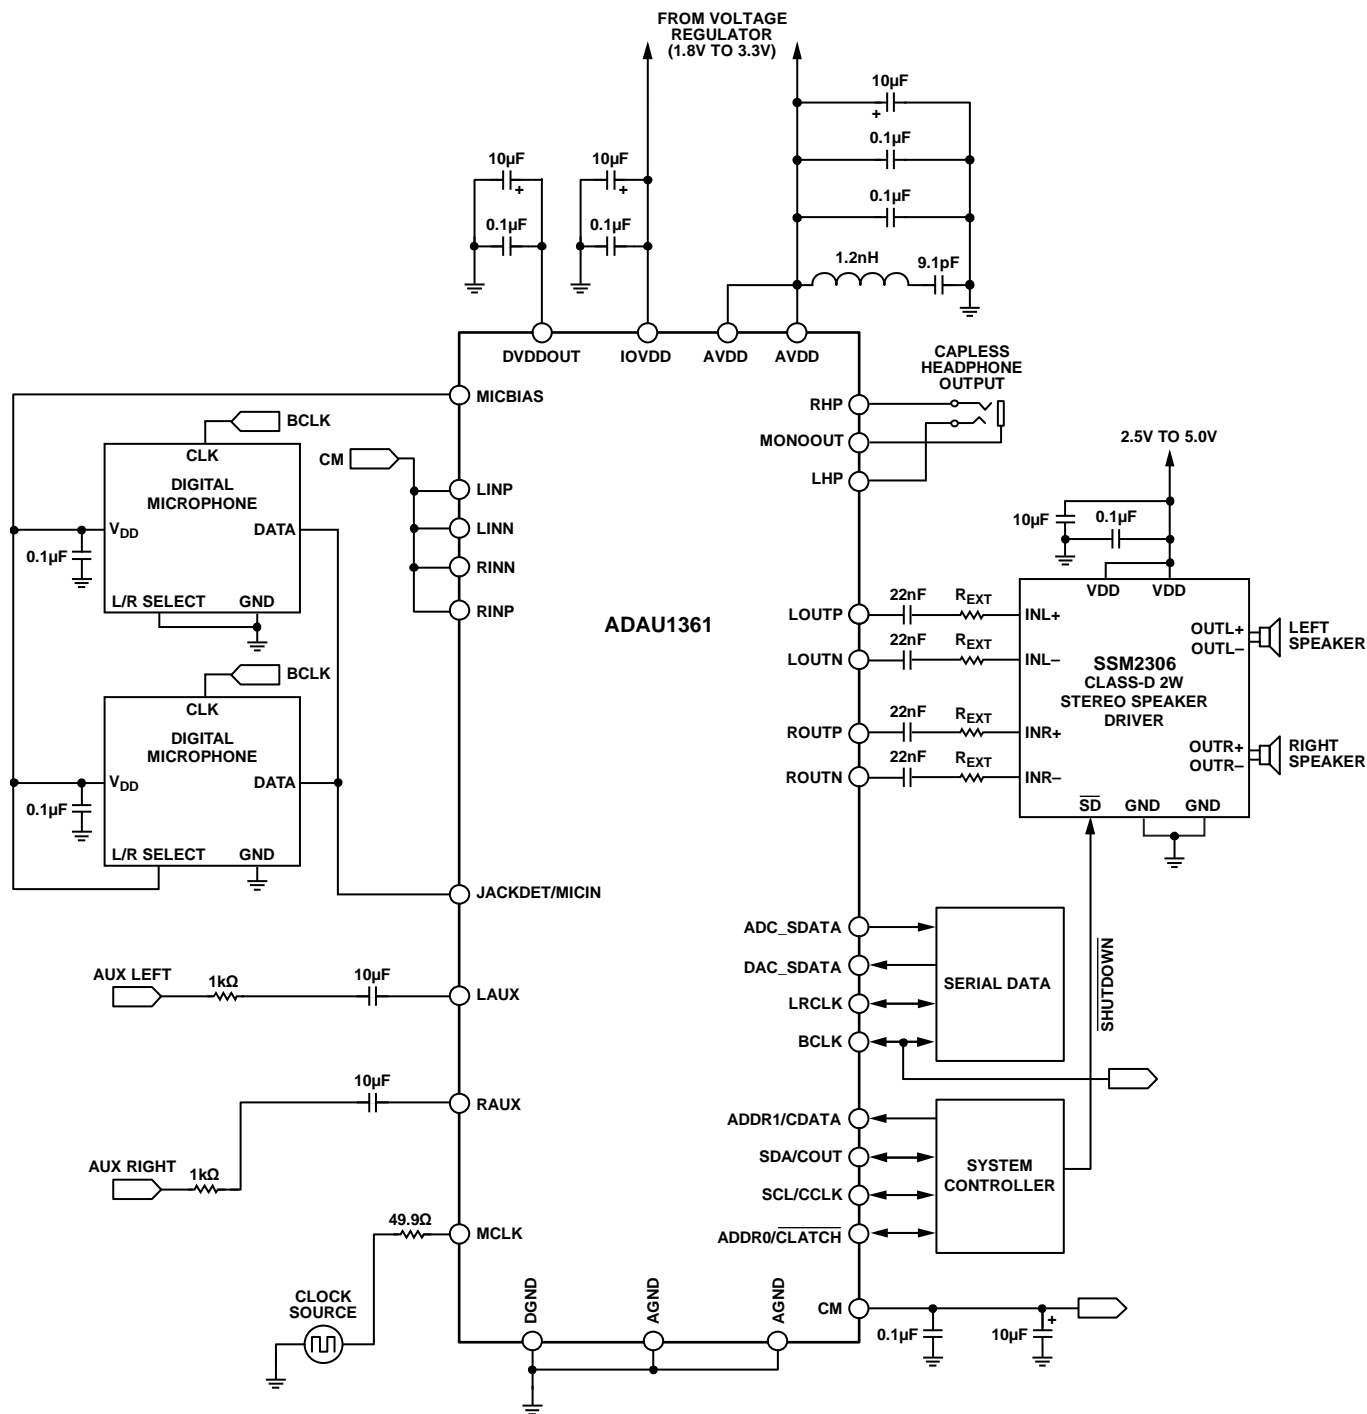 FROM VOLTAGE
REGULATOR
(1.8V TO 3.3V)
10µF
+
0.1µF
0.1µF
1.2nH
9.1pF
10µF
+
0.1µF
10µF
+
0.1µF
DVDDOUT
IOVDD
AVDD
AVDD
MICBIAS
BCLK
CLK
DIGITAL
MICROPHONE
VDD
DATA
0.1µF
L/R SELECT
GND
CM
LINP
LINN
RINN
RINP
BCLK
CLK
DIGITAL
MICROPHONE
VDD
DATA
0.1µF
L/R SELECT
GND
JACKDET/MICIN
AUX LEFT
1kΩ
10µF
LAUX
10µF
RAUX
AUX RIGHT
1kΩ
49.9Ω
MCLK
CLOCK
SOURCE
DGND
AGND
AGND
ADAU1361
CAPLESS
HEADPHONE
OUTPUT
RHP
MONOOUT
LHP
2.5V TO 5.0V
10µF
0.1µF
VDD
VDD
LOUTP
22nF
REXT
INL+
LOUTN
22nF
REXT
INL–
ROUTP
22nF
REXT
INR+
ROUTN
22nF
REXT
INR–
SSM2306
CLASS-D 2W
STEREO SPEAKER
DRIVER
OUTL+
OUTL–
LEFT
SPEAKER
OUTR+
OUTR–
RIGHT
SPEAKER
SD
GND
GND
SHUTDOWN
ADC_SDATA
DAC_SDATA
LRCLK
BCLK
SERIAL DATA
ADDR1/CDATA
SDA/COUT
SCL/CCLK
ADDR0/CLATCH
SYSTEM
CONTROLLER
CM
0.1µF
10µF
+